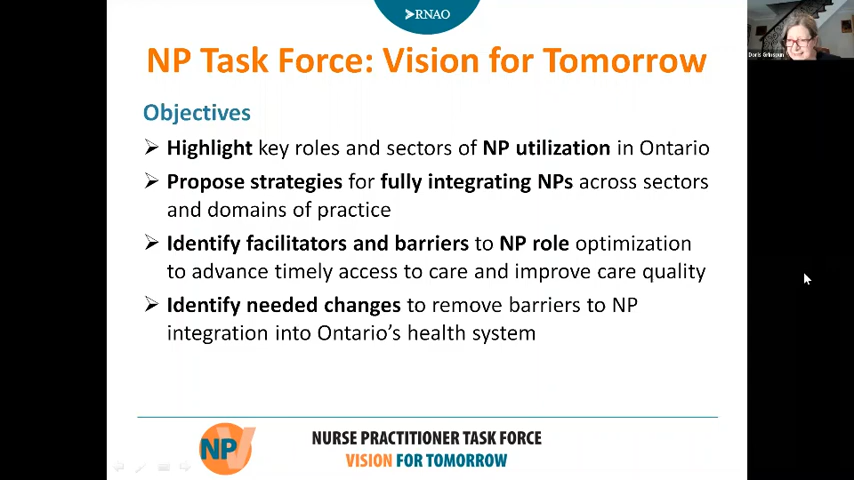 RNAO
NP Task Force: Vision for Tomorrow
Doris Grinspun
Objectives
Highlight key roles and sectors of NP utilization in Ontario
Propose strategies for fully integrating NPs across sectors
and domains of practice
Identify facilitators and barriers to NP role optimization
to advance timely access to care and improve care quality
Identify needed changes to remove barriers to NP
integration into Ontario's health system
NPV
NURSE PRACTITIONER TASK FORCE
VISION FOR TOMORROW